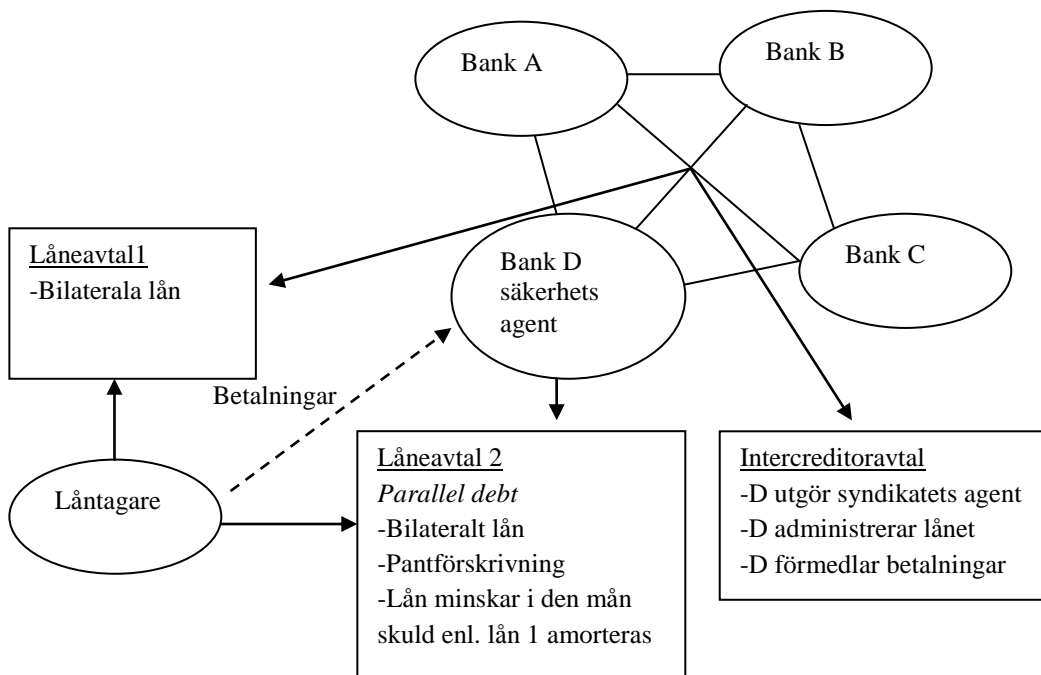 Bank A
Bank B
Bank C
Bank D
säkerhets
agent
Låneavtal1
-Bilaterala lån
Betalningar
Låntagare
Låneavtal 2
Parallel debt
-Bilateralt lån
-Pantförskrivning
-Lån minskar i den mån
skuld enl. lån 1 amorteras
Intercreditoravtal
-D utgör syndikatets agent
-D administrerar lånet
-D förmedlar betalningar